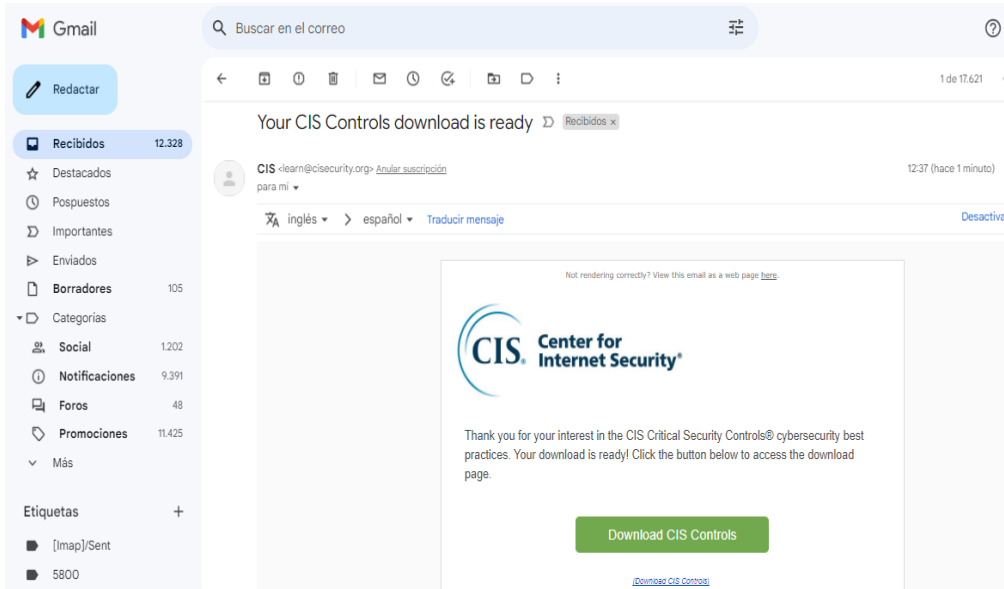 Gmail
Buscar en el correo
Redactar
1 de 17.621
Your CIS Controls download is ready Recibidos x
Recibidos 12.328
CIS <learn@cisecurity.org> Anular suscripción
12:37 (hace 1 minuto)
para mí
Destacados
Pospuestos
inglés > español Traducir mensaje
Desactiva
Importantes
Enviados
Borradores 105
Categorías
Social 1.202
Notificaciones 9.391
Foros 48
Promociones 11.425
Más
Etiquetas +
[Imap]/Sent
5800
Not rendering correctly? View this email as a web page here.
CIS. Center for
Internet Security®
Thank you for your interest in the CIS Critical Security Controls® cybersecurity best
practices. Your download is ready! Click the button below to access the download
page.
Download CIS Controls
(Download CIS Controls)